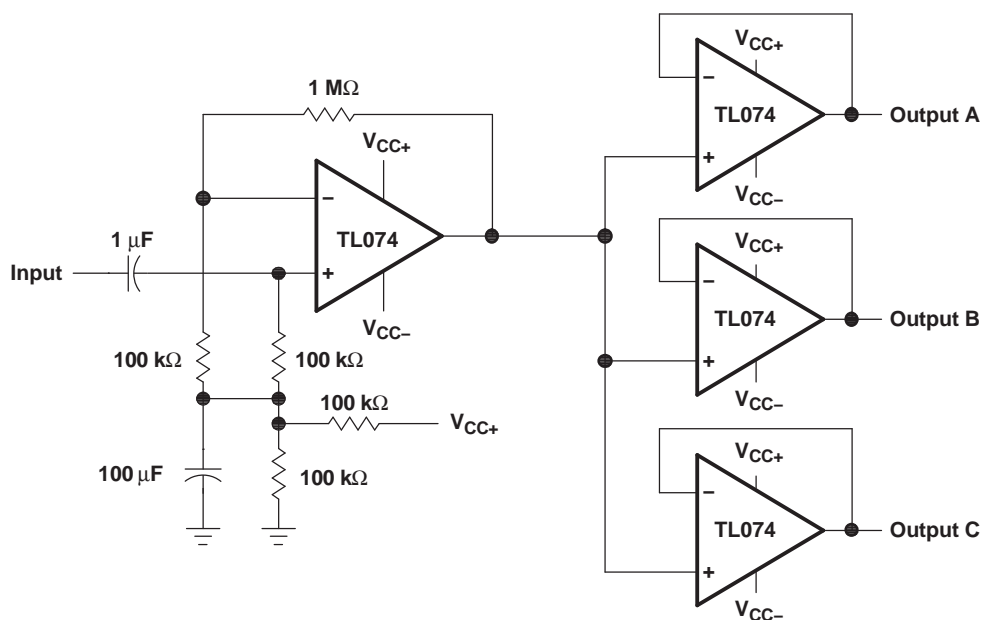 1 MΩ
VCC+
−
TL074
+
VCC−
1 μF
Input
100 kΩ
100 kΩ
100 kΩ
VCC+
100 μF
100 kΩ
VCC+
−
TL074
+
VCC−
Output A
VCC+
−
TL074
+
VCC−
Output B
VCC+
−
TL074
+
VCC−
Output C